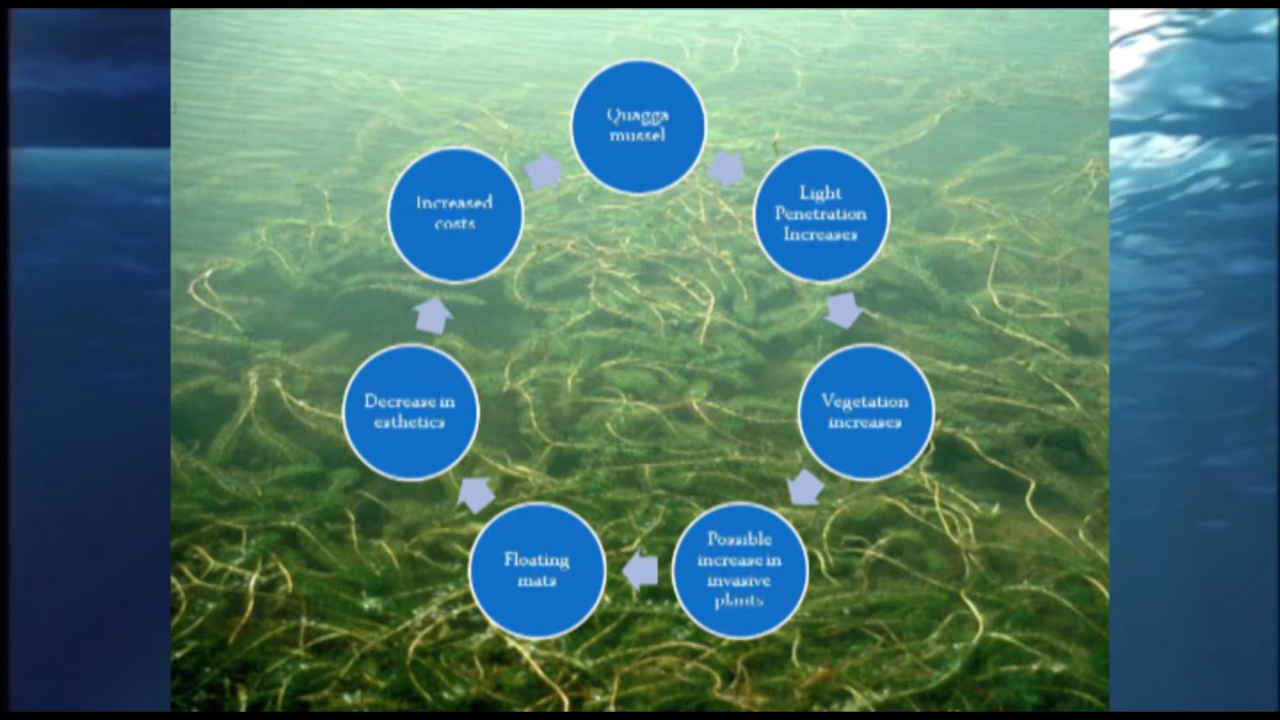 Quagga
mussel
Light
Penetration
Increases
Vegetation
increases
Possible
increase in
invasive
plants
Floating
mats
Decrease in
esthetics
Increased
costs